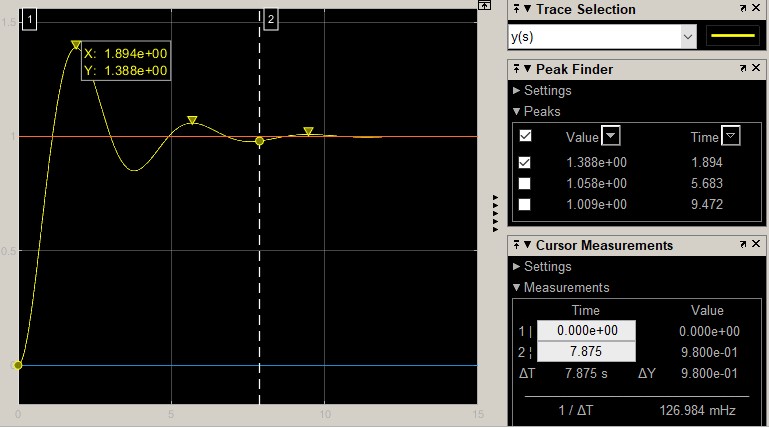 1.5
1
2
X: 1.894e+00
Y: 1.388e+00
1
0.5
0
0
5
10
15
Trace Selection
y(s)
Peak Finder
Settings
Peaks
Value Time
1.388e+00 1.894
1.058e+00 5.683
1.009e+00 9.472
Cursor Measurements
Settings
Measurements
Time Value
1 | 0.000e+00 0.000e+00
2 ¦ 7.875 9.800e-01
ΔT 7.875 s ΔY 9.800e-01
1 / ΔT 126.984 mHz